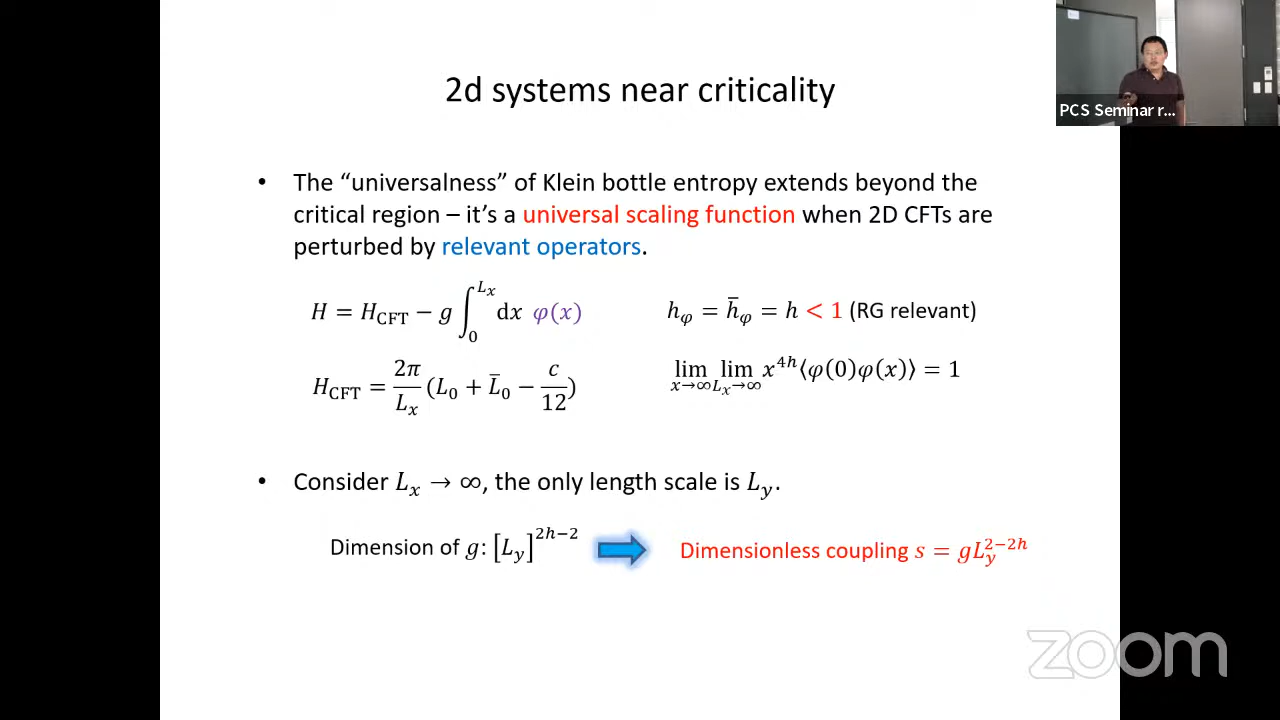 2d systems near criticality
PCS Seminar r...
• The “universalness” of Klein bottle entropy extends beyond the
critical region – it’s a universal scaling function when 2D CFTs are
perturbed by relevant operators.
H = H_CFT − g ∫_0^{L_x} dx φ(x)
h_φ = h̄_φ = h < 1 (RG relevant)
H_CFT = 2π/L_x (L_0 + L̄_0 − c/12)
lim_{x→∞} lim_{L_x→∞} x^{4h}⟨φ(0)φ(x)⟩ = 1
• Consider L_x → ∞, the only length scale is L_y.
Dimension of g: [L_y]^{2h−2}
Dimensionless coupling s = gL_y^{2−2h}
zoom